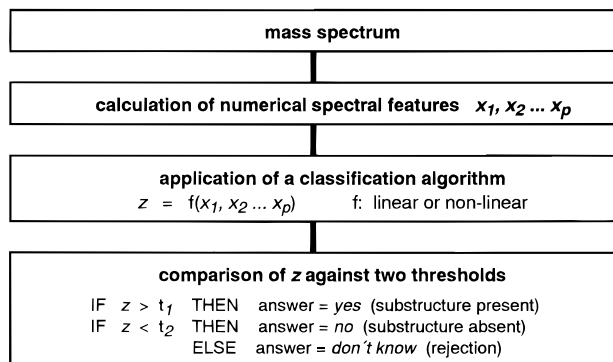 mass spectrum
calculation of numerical spectral features x1, x2 ... xp
application of a classification algorithm
z = f(x1, x2 ... xp) f: linear or non-linear
comparison of z against two thresholds
IF z > t1 THEN answer = yes (substructure present)
IF z < t2 THEN answer = no (substructure absent)
ELSE answer = don´t know (rejection)